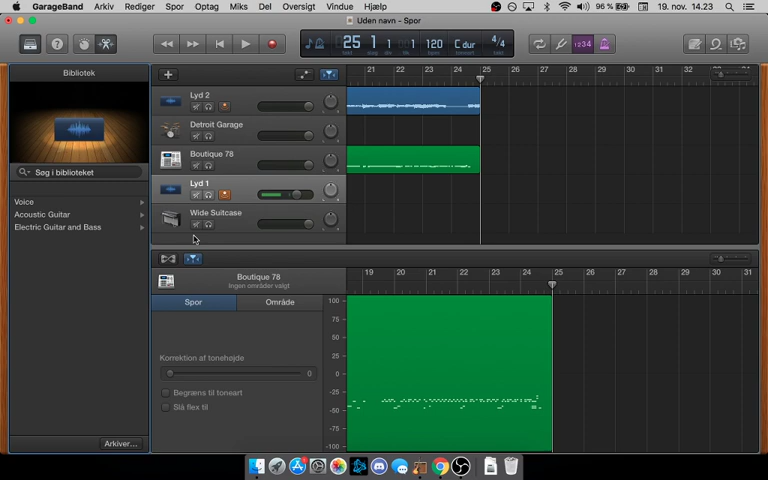 GarageBand Arkiv Rediger Spor Optag Miks Del Oversigt Vindue Hjælp 96 % 19. nov. 14.23
Uden navn - Spor
25 1 1 1 120 C dur 4/4
1234
Bibliotek
21 22 23 24 25 26 27 28 29 30 31
Lyd 2
Detroit Garage
Boutique 78
Lyd 1
Wide Suitcase
Søg i biblioteket
Voice
Acoustic Guitar
Electric Guitar and Bass
Arkiver...
Boutique 78
Ingen områder valgt
19 20 21 22 23 24 25 26 27 28 29 30 31
Spor Område
Korrektion af tonehøjde
0
Begræns til toneart
Slå flex til
100
75
50
25
0
-25
-50
-75
-100